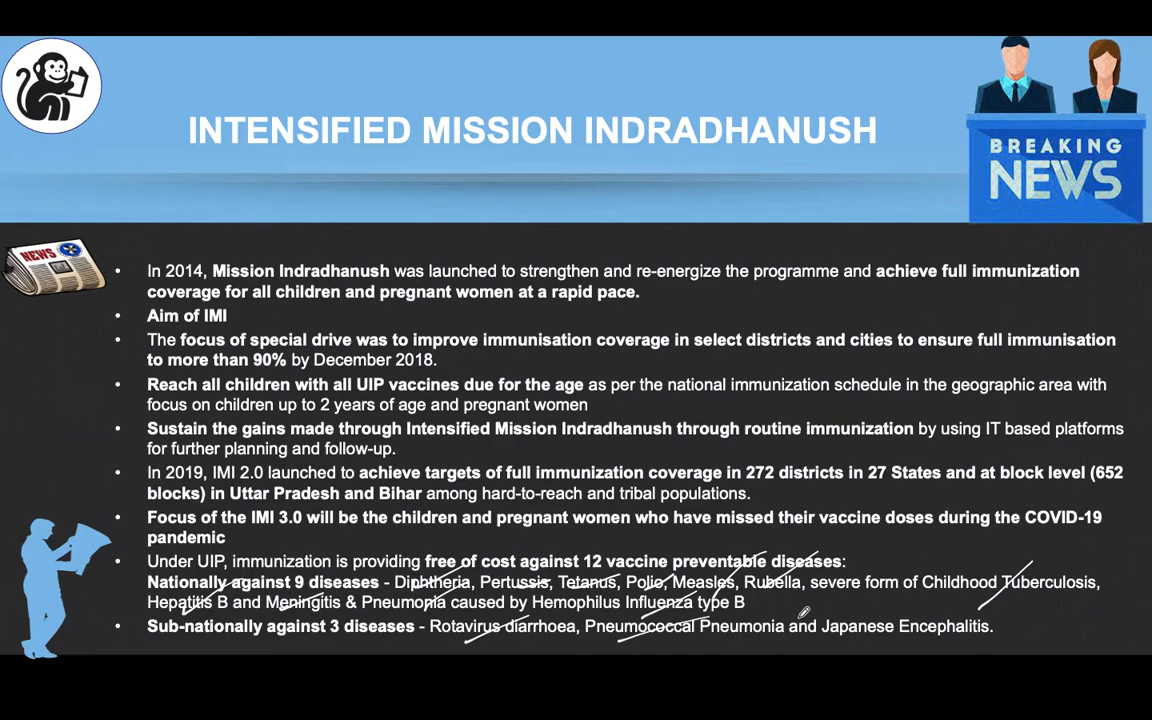 INTENSIFIED MISSION INDRADHANUSH
BREAKING
NEWS
NEWS
• In 2014, Mission Indradhanush was launched to strengthen and re-energize the programme and achieve full immunization
coverage for all children and pregnant women at a rapid pace.
• Aim of IMI
• The focus of special drive was to improve immunisation coverage in select districts and cities to ensure full immunisation
to more than 90% by December 2018.
• Reach all children with all UIP vaccines due for the age as per the national immunization schedule in the geographic area with
focus on children up to 2 years of age and pregnant women
• Sustain the gains made through Intensified Mission Indradhanush through routine immunization by using IT based platforms
for further planning and follow-up.
• In 2019, IMI 2.0 launched to achieve targets of full immunization coverage in 272 districts in 27 States and at block level (652
blocks) in Uttar Pradesh and Bihar among hard-to-reach and tribal populations.
• Focus of the IMI 3.0 will be the children and pregnant women who have missed their vaccine doses during the COVID-19
pandemic
• Under UIP, immunization is providing free of cost against 12 vaccine preventable diseases:
Nationally against 9 diseases - Diphtheria, Pertussis, Tetanus, Polio, Measles, Rubella, severe form of Childhood Tuberculosis,
Hepatitis B and Meningitis & Pneumonia caused by Hemophilus Influenza type B
• Sub-nationally against 3 diseases - Rotavirus diarrhoea, Pneumococcal Pneumonia and Japanese Encephalitis.